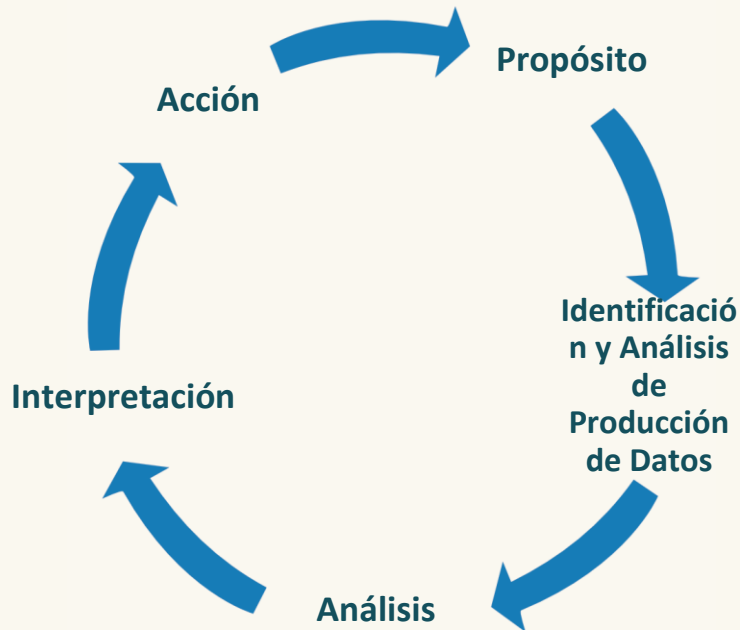 Propósito
Acción
Identificació
n y Análisis
de
Producción
de Datos
Interpretación
Análisis